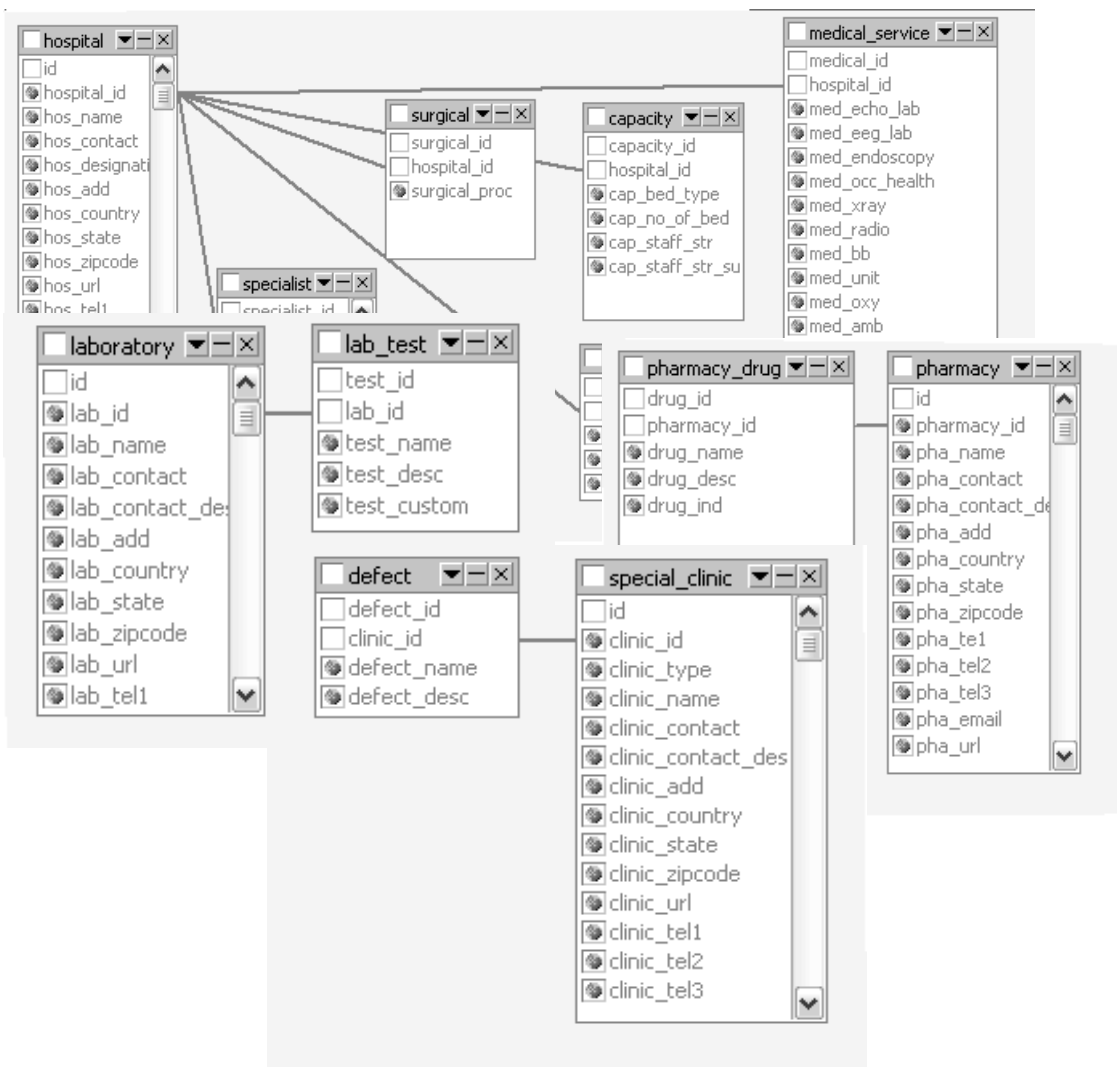 hospital
id
hospital_id
hos_name
hos_contact
hos_designati
hos_add
hos_country
hos_state
hos_zipcode
hos_url
hos_tel1
surgical
surgical_id
hospital_id
surgical_proc
capacity
capacity_id
hospital_id
cap_bed_type
cap_no_of_bed
cap_staff_str
cap_staff_str_su
medical_service
medical_id
hospital_id
med_echo_lab
med_eeg_lab
med_endoscopy
med_occ_health
med_xray
med_radio
med_bb
med_unit
med_oxy
med_amb
specialist
specialist_id
laboratory
id
lab_id
lab_name
lab_contact
lab_contact_des
lab_add
lab_country
lab_state
lab_zipcode
lab_url
lab_tel1
lab_test
test_id
lab_id
test_name
test_desc
test_custom
pharmacy_drug
drug_id
pharmacy_id
drug_name
drug_desc
drug_ind
pharmacy
id
pharmacy_id
pha_name
pha_contact
pha_contact_de
pha_add
pha_country
pha_state
pha_zipcode
pha_te1
pha_tel2
pha_tel3
pha_email
pha_url
defect
defect_id
clinic_id
defect_name
defect_desc
special_clinic
id
clinic_id
clinic_type
clinic_name
clinic_contact
clinic_contact_des
clinic_add
clinic_country
clinic_state
clinic_zipcode
clinic_url
clinic_tel1
clinic_tel2
clinic_tel3